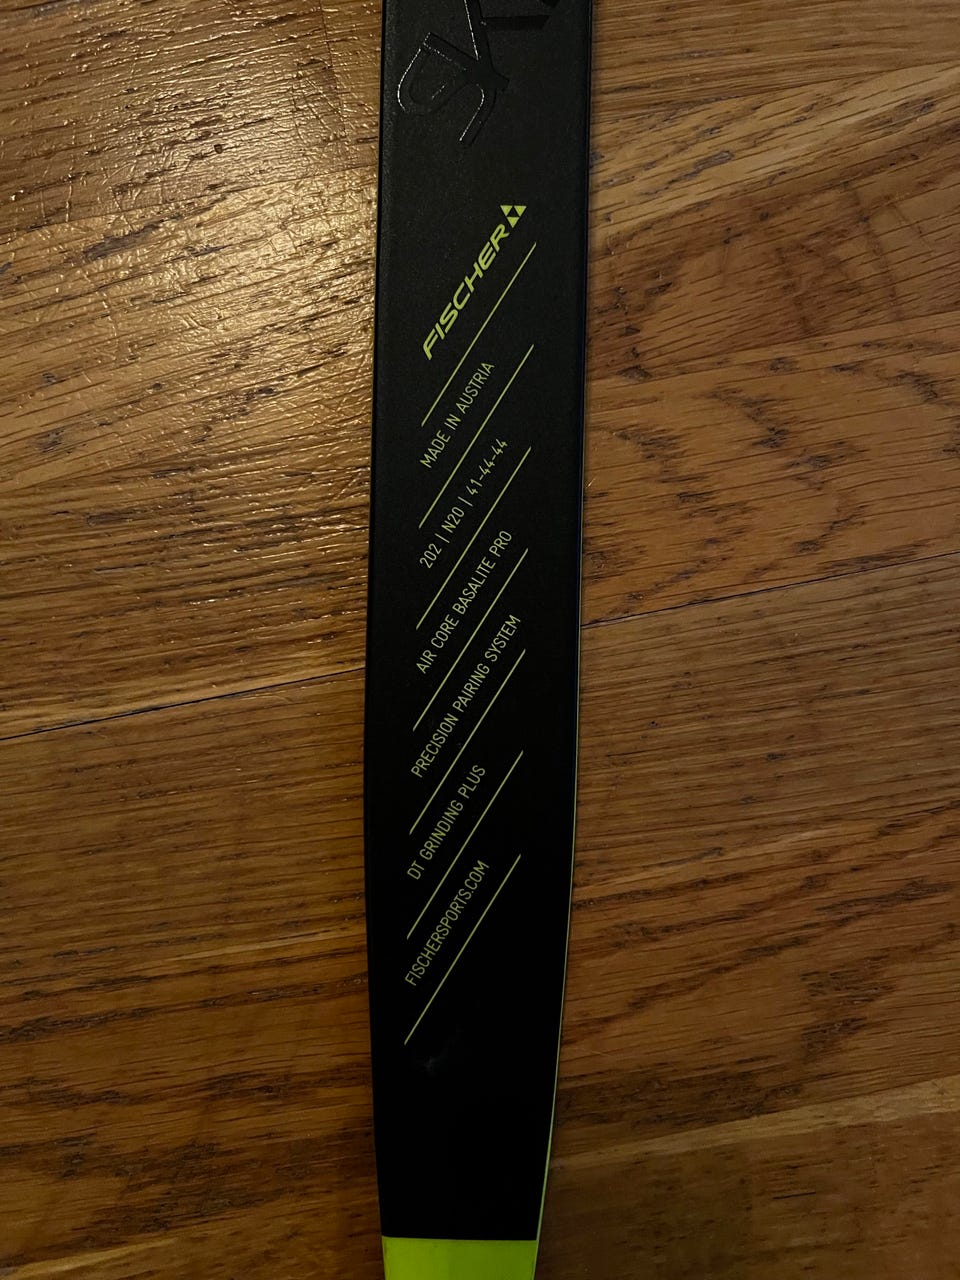 FISCHER
MADE IN AUSTRIA
202 | N20 | 41-44-44
AIR CORE BASALITE PRO
PRECISION PAIRING SYSTEM
DT GRINDING PLUS
FISCHERSPORTS.COM